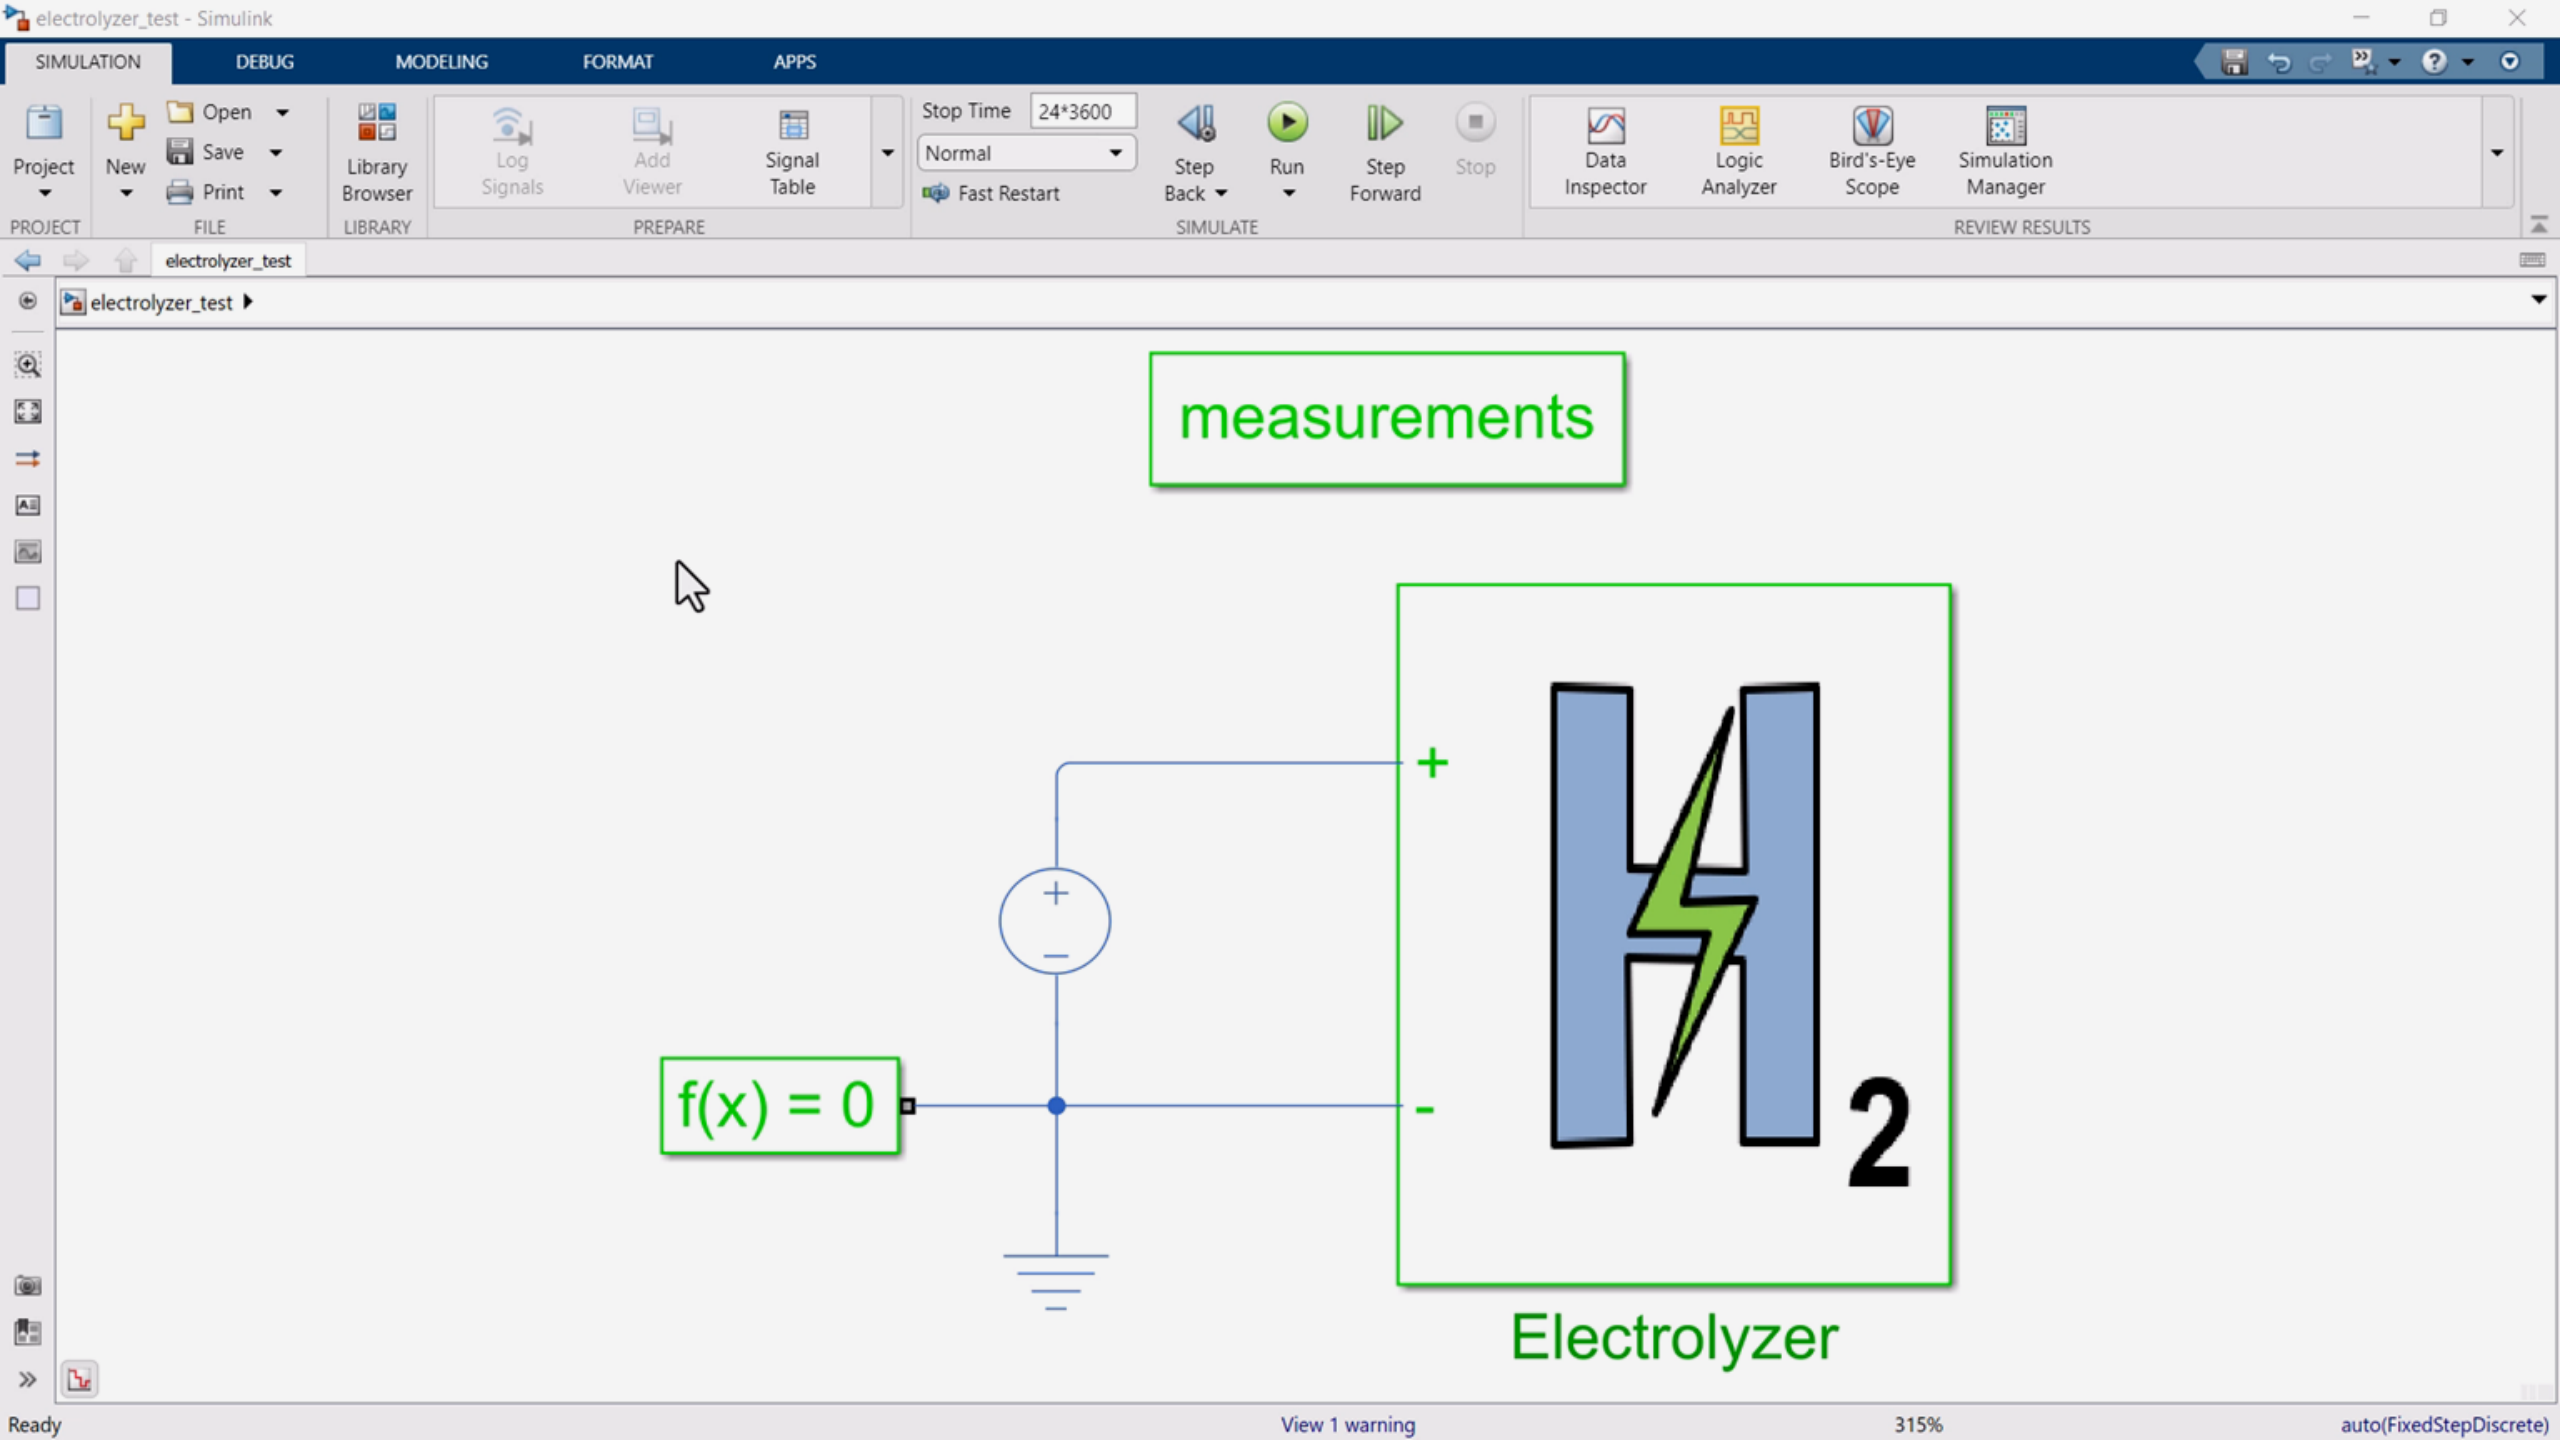 electrolyzer_test - Simulink
SIMULATION DEBUG MODELING FORMAT APPS
Project
New
Open
Save
Print
Library
Browser
Log
Signals
Add
Viewer
Signal
Table
Stop Time 24*3600
Normal
Fast Restart
Step
Back
Run
Step
Forward
Stop
Data
Inspector
Logic
Analyzer
Bird's-Eye
Scope
Simulation
Manager
PROJECT FILE LIBRARY PREPARE SIMULATE REVIEW RESULTS
electrolyzer_test
electrolyzer_test
measurements
+
+
−
f(x) = 0
-
H2
Electrolyzer
Ready View 1 warning 315% auto(FixedStepDiscrete)